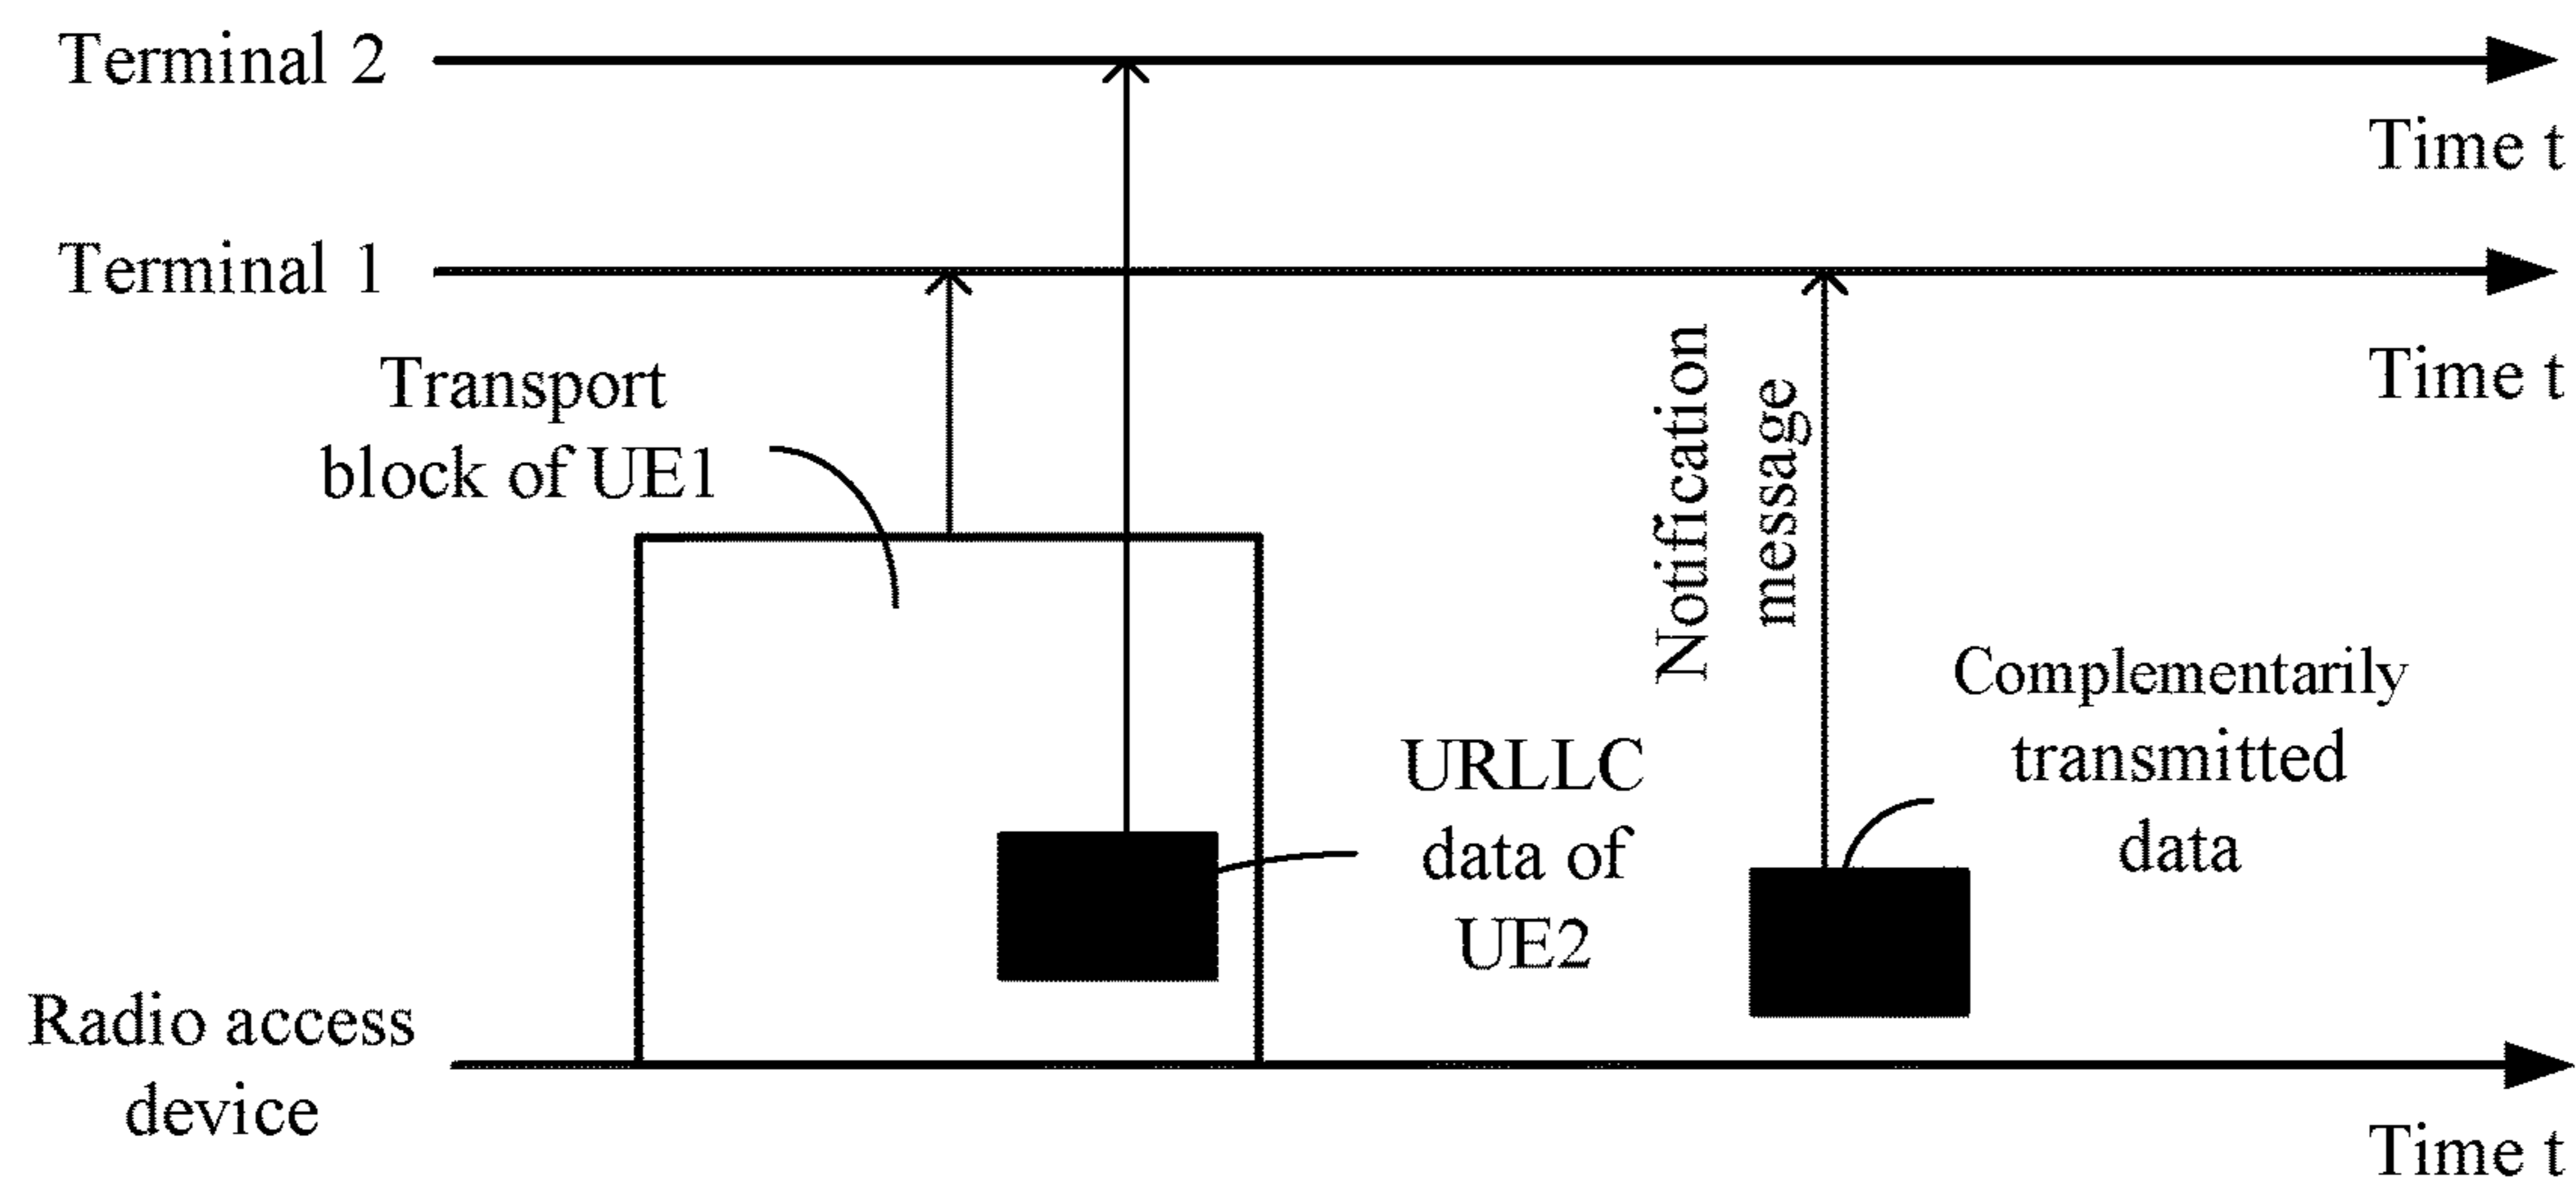 Terminal 2
Time t
Terminal 1
Time t
Transport
block of UE1
Notification
message
Complementarily
transmitted
data
URLLC
data of
UE2
Radio access
device
Time t